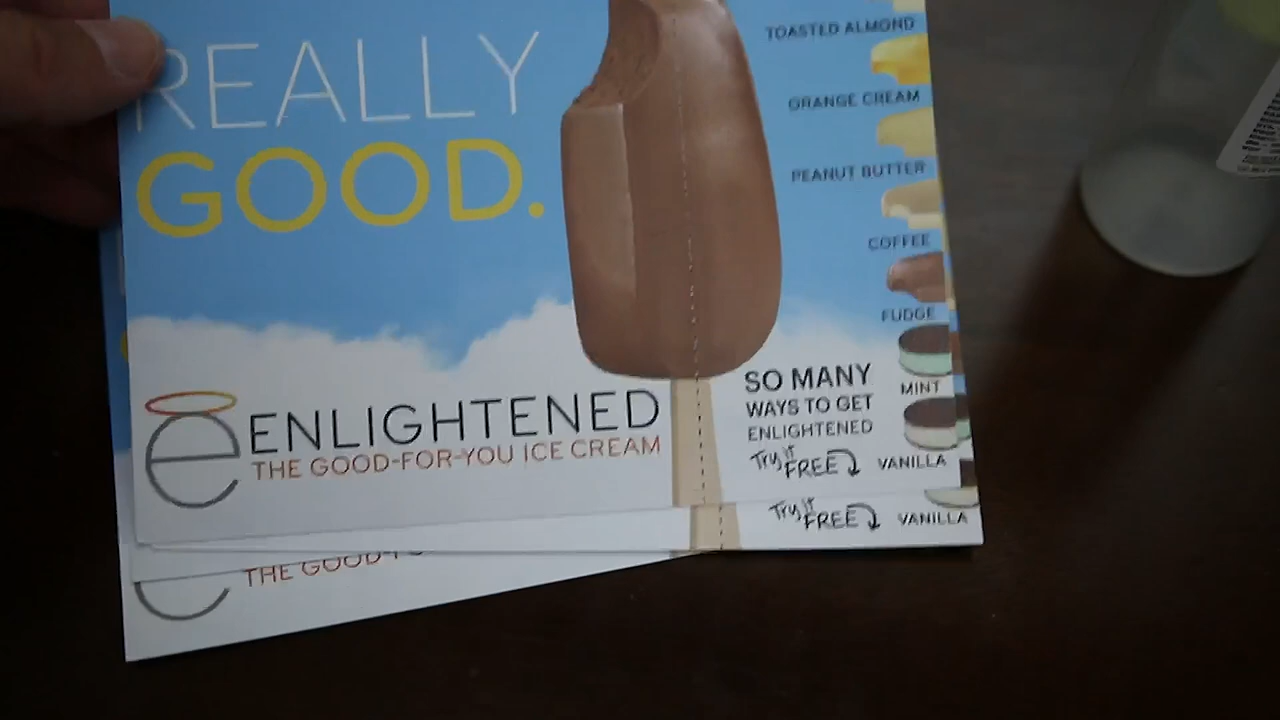 REALLY
GOOD.
ENLIGHTENED
THE GOOD-FOR-YOU ICE CREAM
TOASTED ALMOND
ORANGE CREAM
PEANUT BUTTER
COFFEE
FUDGE
MINT
VANILLA
SO MANY
WAYS TO GET
ENLIGHTENED
Try it
FREE
Try it
FREE
VANILLA
THE GOOD-